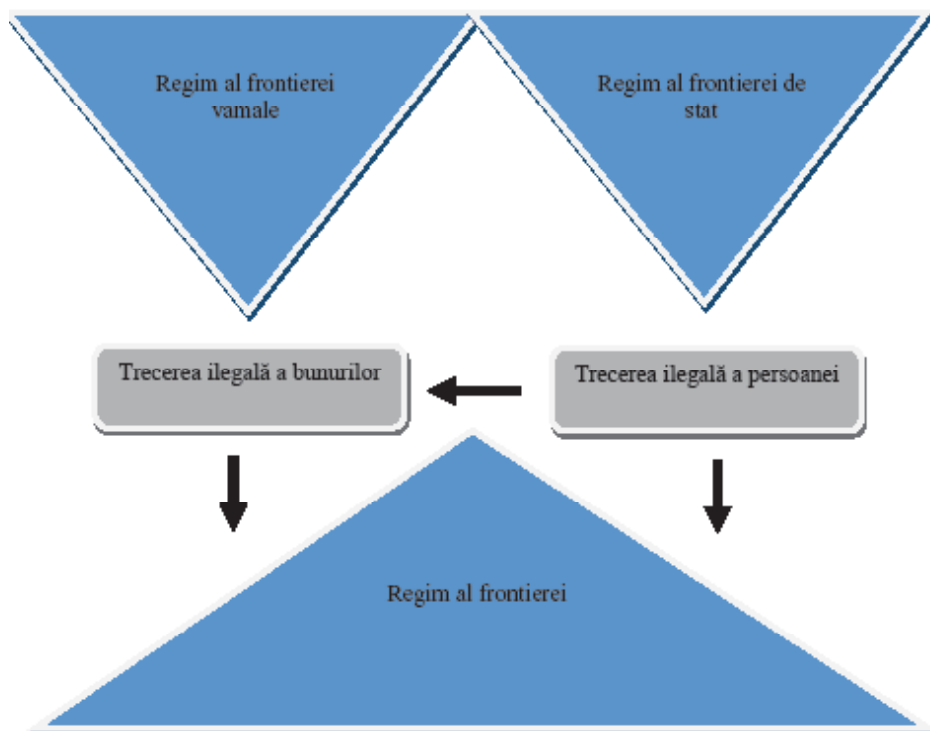 Regim al frontierei
vamale
Regim al frontierei de
stat
Trecerea ilegală a bunurilor
Trecerea ilegală a persoanei
Regim al frontierei